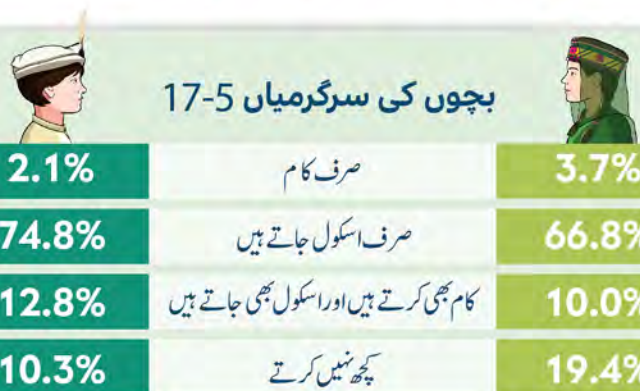 بچوں کی سرگرمیاں 5-17
3.7% صرف کام 2.1%
66.8% صرف اسکول جاتے ہیں 74.8%
10.0% کام بھی کرتے ہیں اور اسکول بھی جاتے ہیں 12.8%
19.4% کچھ نہیں کرتے 10.3%